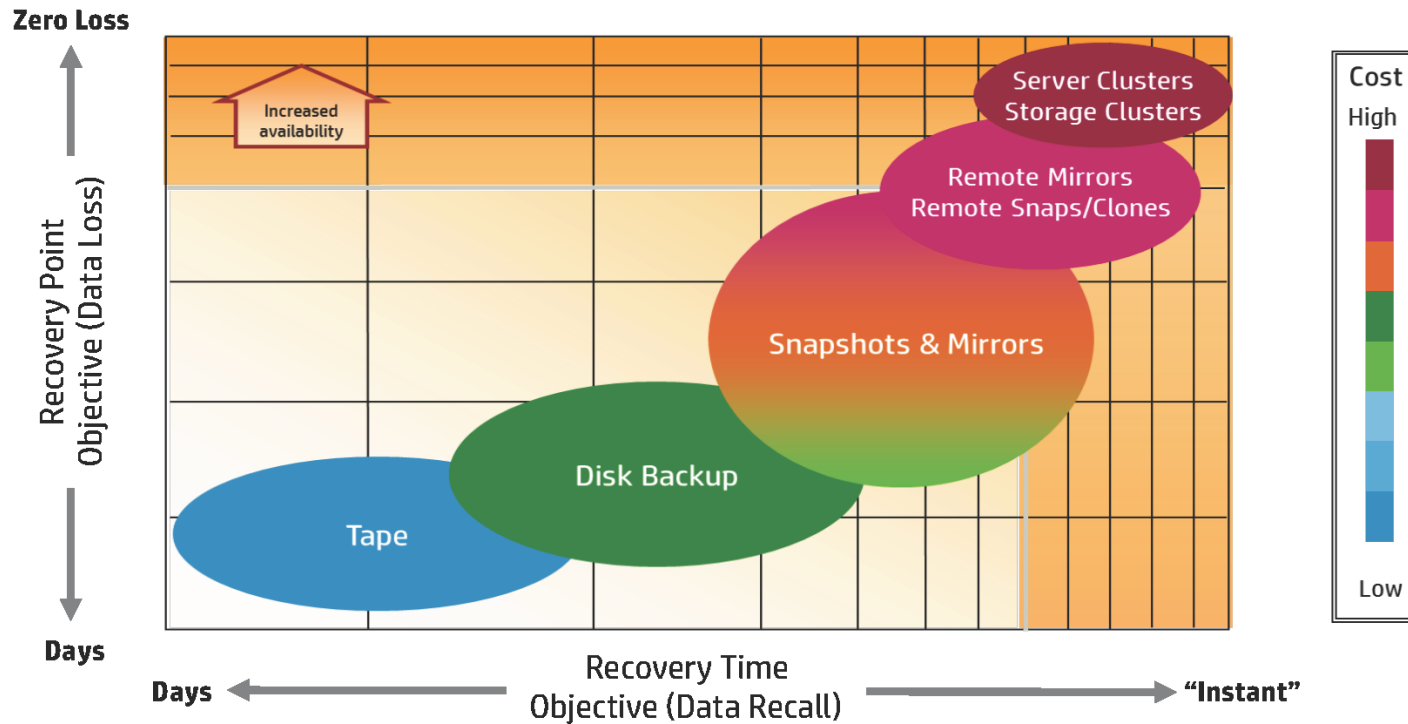 Zero Loss
Increased
availability
Recovery Point
Objective (Data Loss)
Days
Server Clusters
Storage Clusters
Remote Mirrors
Remote Snaps/Clones
Snapshots & Mirrors
Disk Backup
Tape
Days
Recovery Time
Objective (Data Recall)
“Instant”
Cost
High
Low